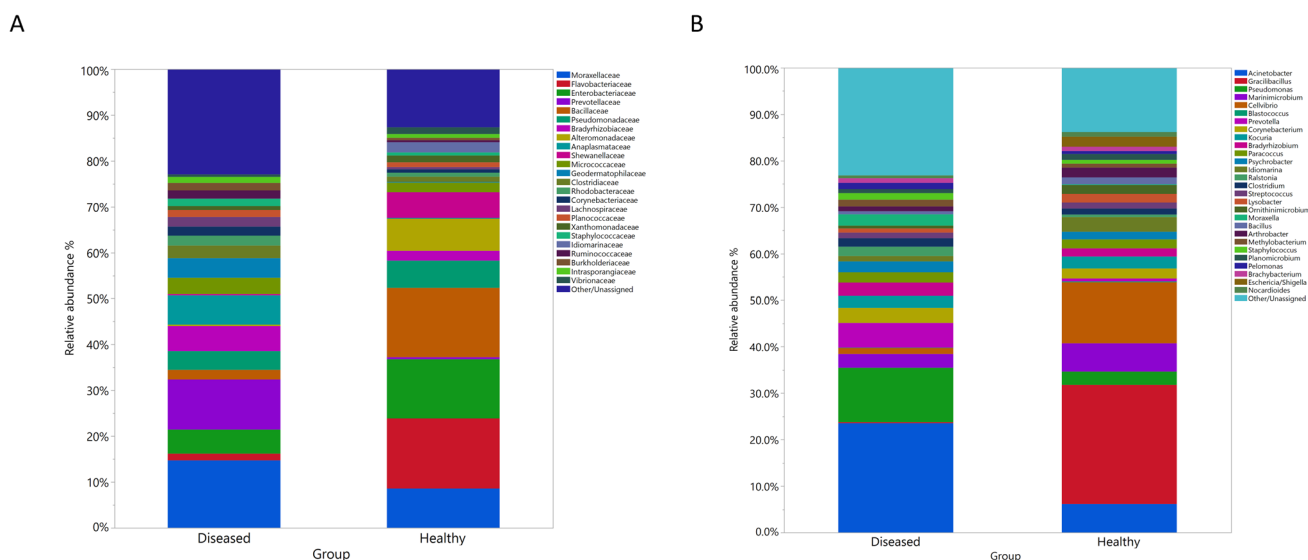 A
Relative abundance %
100%
90%
80%
70%
60%
50%
40%
30%
20%
10%
0%
Diseased
Healthy
Group
Moraxellaceae
Flavobacteriaceae
Enterobacteriaceae
Prevotellaceae
Bacillaceae
Pseudomonadaceae
Bradyrhizobiaceae
Alteromonadaceae
Anaplasmataceae
Shewanellaceae
Micrococcaceae
Geodermatophilaceae
Clostridiaceae
Rhodobacteraceae
Corynebacteriaceae
Lachnospiraceae
Planococcaceae
Xanthomonadaceae
Staphylococcaceae
Idiomarinaceae
Ruminococcaceae
Burkholderiaceae
Intrasporangiaceae
Vibrionaceae
Other/Unassigned
B
Relative abundance %
100.0%
90.0%
80.0%
70.0%
60.0%
50.0%
40.0%
30.0%
20.0%
10.0%
0.0%
Diseased
Healthy
Group
Acinetobacter
Gracilibacillus
Pseudomonas
Marinimicrobium
Cellvibrio
Blastococcus
Prevotella
Corynebacterium
Kocuria
Bradyrhizobium
Paracoccus
Psychrobacter
Idiomarina
Ralstonia
Clostridium
Streptococcus
Lysobacter
Ornithinimicrobium
Moraxella
Bacillus
Arthrobacter
Methylobacterium
Staphylococcus
Planomicrobium
Pelomonas
Brachybacterium
Eschericia/Shigella
Nocardioides
Other/Unassigned